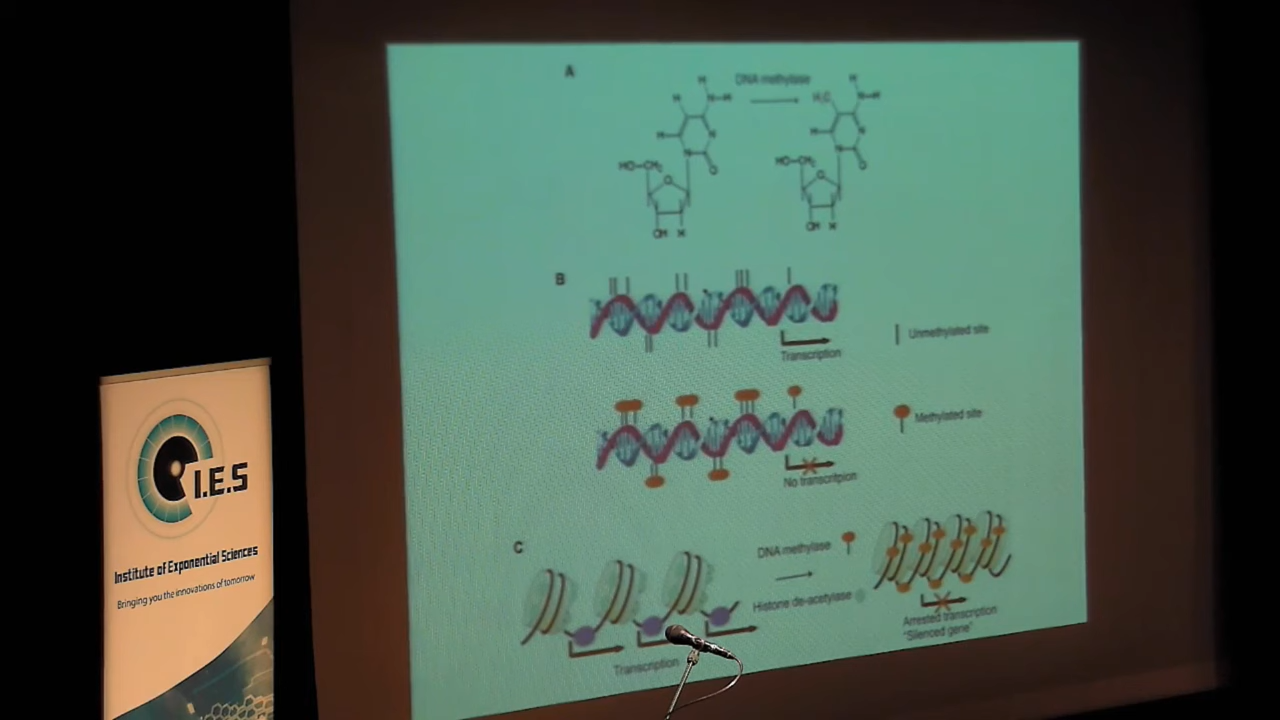 A
DNA methylase
H
H
N—H
H
N
N
O
HO—CH₂
O
OH
H
H
H₃C
N—H
H
N
N
O
HO—CH₂
O
OH
H
B
Transcription
Unmethylated site
Methylated site
No transcritpion
C
DNA methylase
Histone de-acetylase
Transcription
Arrested transcription
"Silenced gene"
I.E.S
Institute of Exponential Sciences
Bringing you the innovations of tomorrow